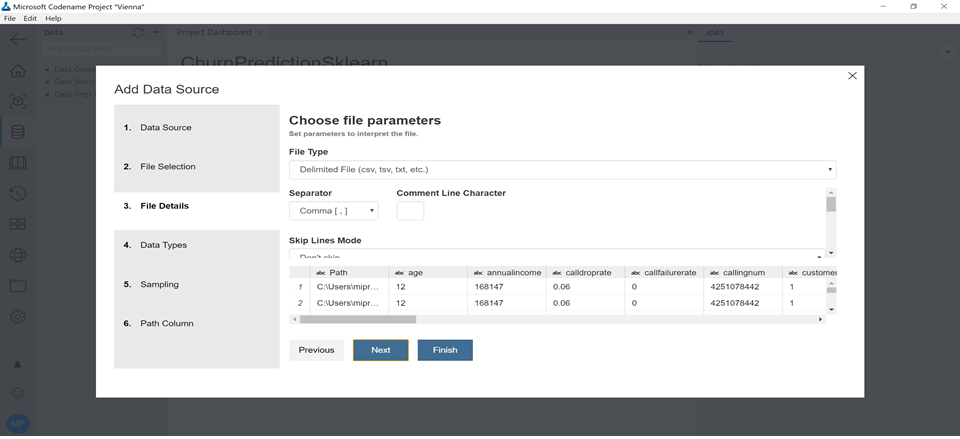 Microsoft Codename Project "Vienna"
File Edit Help
DATA
Project Dashboard ×
JOBS
Search data items...
ChurnPredictionSklearn
Data Sourc
Data Prep
Add Data Source
1. Data Source
2. File Selection
3. File Details
4. Data Types
5. Sampling
6. Path Column
Choose file parameters
Set parameters to interpret the file.
File Type
Delimited File (csv, tsv, txt, etc.)
Separator Comment Line Character
Comma [ , ]
Skip Lines Mode
Don't skip
abc Path abc age abc annualincome abc calldroprate abc callfailurerate abc callingnum abc customer
1 C:\Users\mipr... 12 168147 0.06 0 4251078442 1
2 C:\Users\mipr... 12 168147 0.06 0 4251078442 1
Previous Next Finish
MP